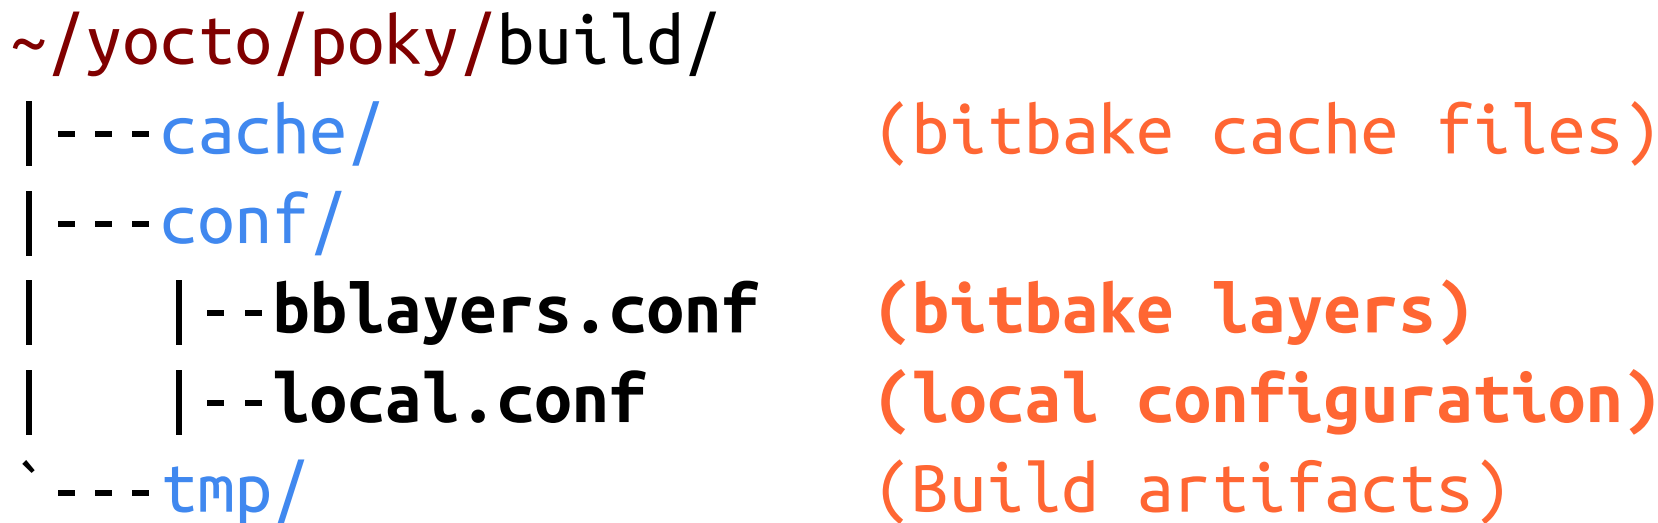 ~/yocto/poky/build/
|---cache/                   (bitbake cache files)
|---conf/
|   |--bblayers.conf   (bitbake layers)
|   |--local.conf      (local configuration)
`---tmp/               (Build artifacts)